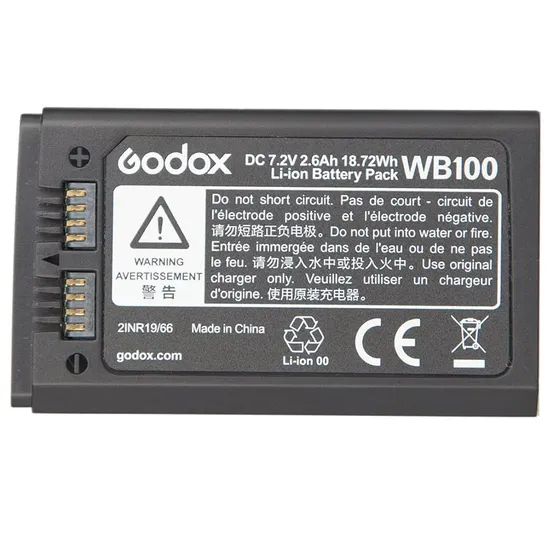 Godox DC 7.2V 2.6Ah 18.72Wh WB100
Li-ion Battery Pack
WARNING
AVERTISSEMENT
警告
Do not short circuit. Pas de court - circuit de
l'électrode positive et l'électrode négative.
请勿短路正负电极。Do not put into water or fire.
Entrée immergée dans de l'eau ou de ne pas
le feu. 请勿浸入水中或投入火中。Use original
charger only. Veuillez utiliser un chargeur
d'origine. 使用原装充电器.
2INR19/66 Made in China
godox.com
Li-ion 00
CE